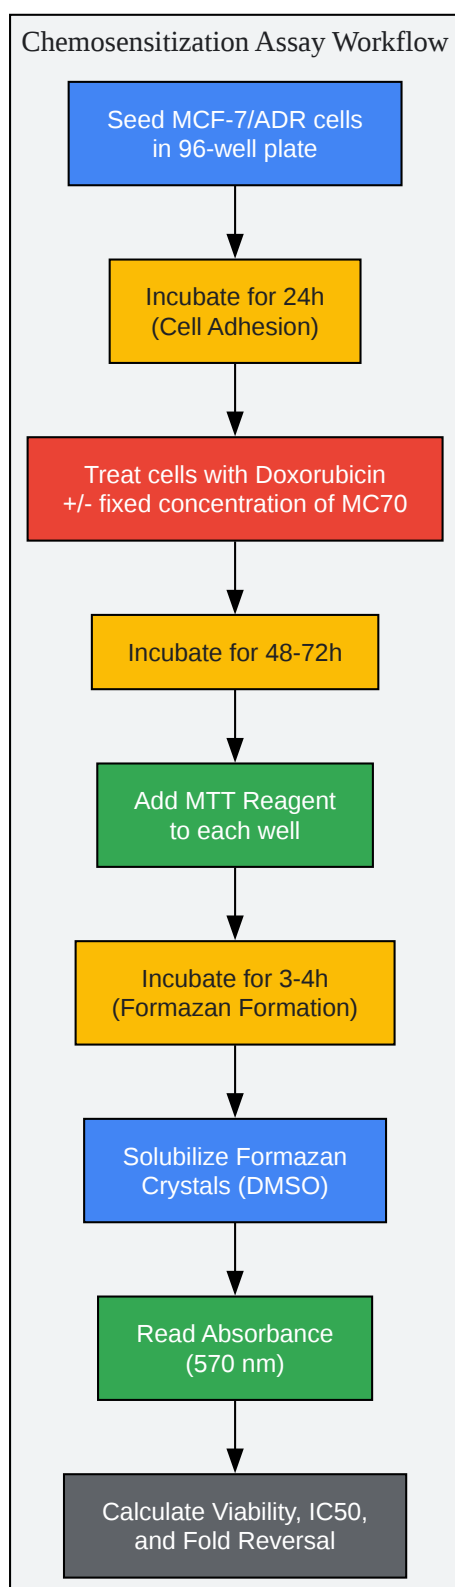 Chemosensitization Assay Workflow
Seed MCF-7/ADR cells
in 96-well plate
Incubate for 24h
(Cell Adhesion)
Treat cells with Doxorubicin
+/- fixed concentration of MC70
Incubate for 48-72h
Add MTT Reagent
to each well
Incubate for 3-4h
(Formazan Formation)
Solubilize Formazan
Crystals (DMSO)
Read Absorbance
(570 nm)
Calculate Viability, IC50,
and Fold Reversal